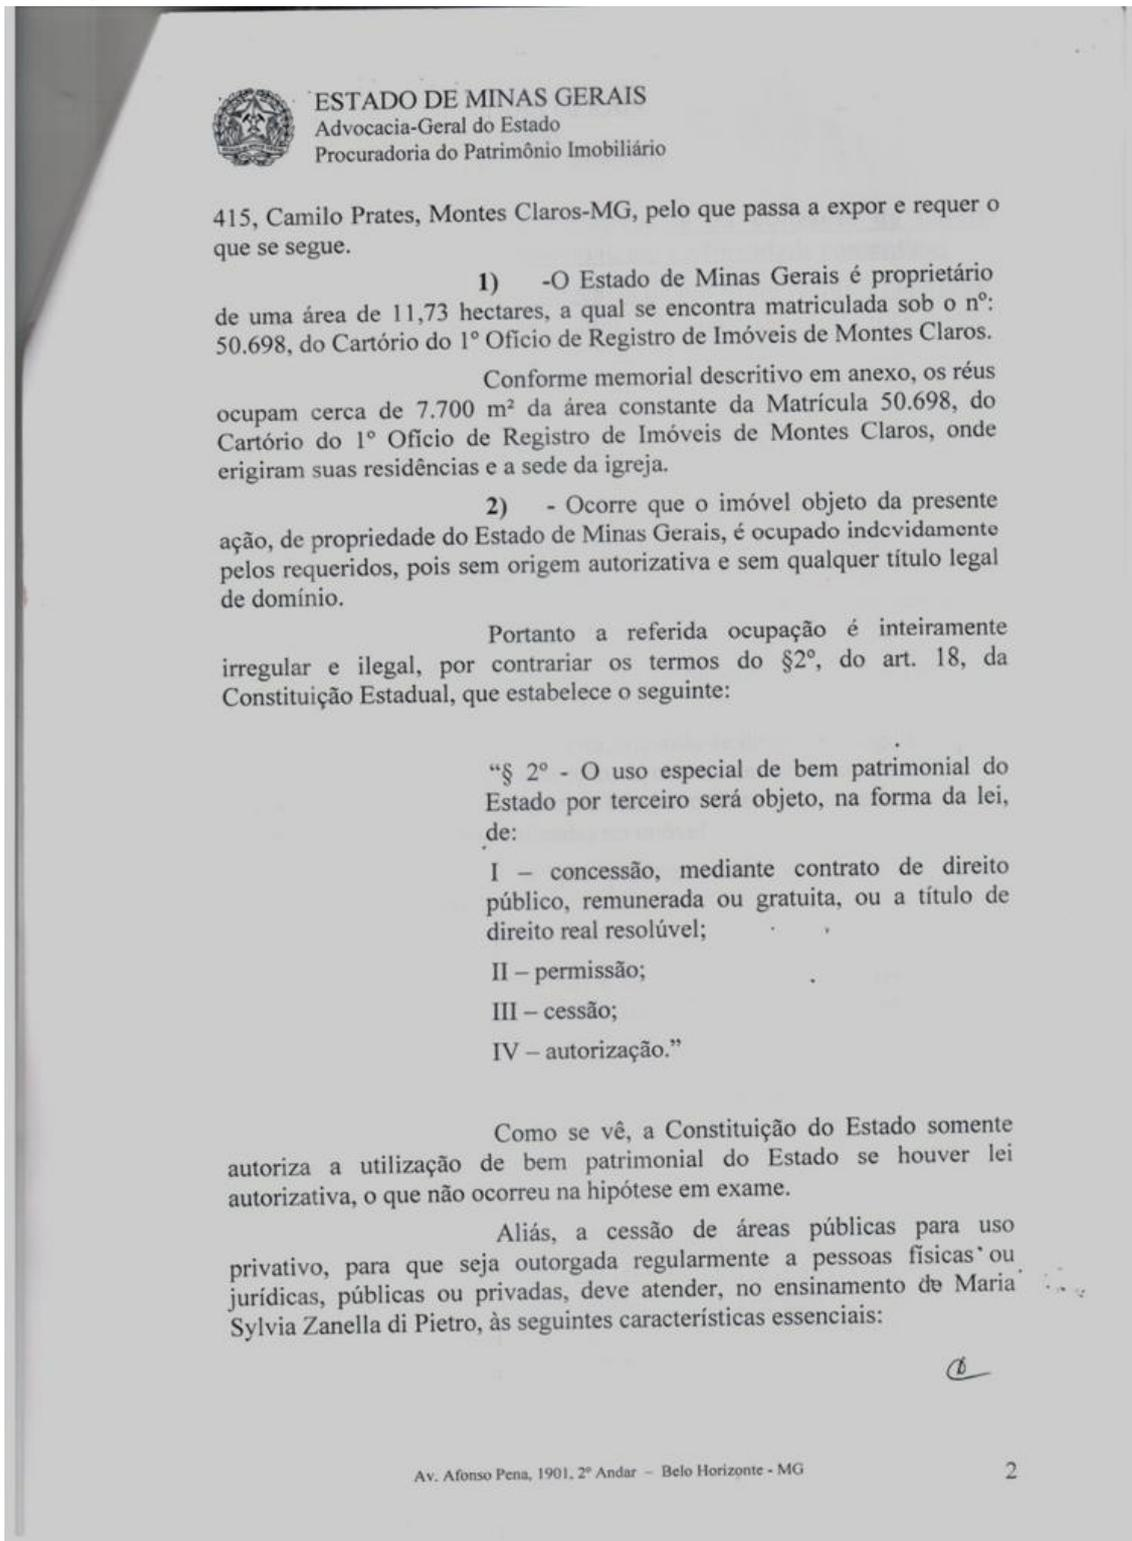 ESTADO DE MINAS GERAIS
Advocacia-Geral do Estado
Procuradoria do Patrimônio Imobiliário
415, Camilo Prates, Montes Claros-MG, pelo que passa a expor e requer o
que se segue.
1) -O Estado de Minas Gerais é proprietário
de uma área de 11,73 hectares, a qual se encontra matriculada sob o nº:
50.698, do Cartório do 1º Ofício de Registro de Imóveis de Montes Claros.
Conforme memorial descritivo em anexo, os réus
ocupam cerca de 7.700 m² da área constante da Matrícula 50.698, do
Cartório do 1º Ofício de Registro de Imóveis de Montes Claros, onde
erigiram suas residências e a sede da igreja.
2) - Ocorre que o imóvel objeto da presente
ação, de propriedade do Estado de Minas Gerais, é ocupado indevidamente
pelos requeridos, pois sem origem autorizativa e sem qualquer título legal
de domínio.
Portanto a referida ocupação é inteiramente
irregular e ilegal, por contrariar os termos do §2º, do art. 18, da
Constituição Estadual, que estabelece o seguinte:
“§ 2º - O uso especial de bem patrimonial do
Estado por terceiro será objeto, na forma da lei,
de:
I – concessão, mediante contrato de direito
público, remunerada ou gratuita, ou a título de
direito real resolúvel;
II – permissão;
III – cessão;
IV – autorização.”
Como se vê, a Constituição do Estado somente
autoriza a utilização de bem patrimonial do Estado se houver lei
autorizativa, o que não ocorreu na hipótese em exame.
Aliás, a cessão de áreas públicas para uso
privativo, para que seja outorgada regularmente a pessoas físicas ou
jurídicas, públicas ou privadas, deve atender, no ensinamento de Maria
Sylvia Zanella di Pietro, às seguintes características essenciais:
Av. Afonso Pena, 1901, 2º Andar – Belo Horizonte - MG
2